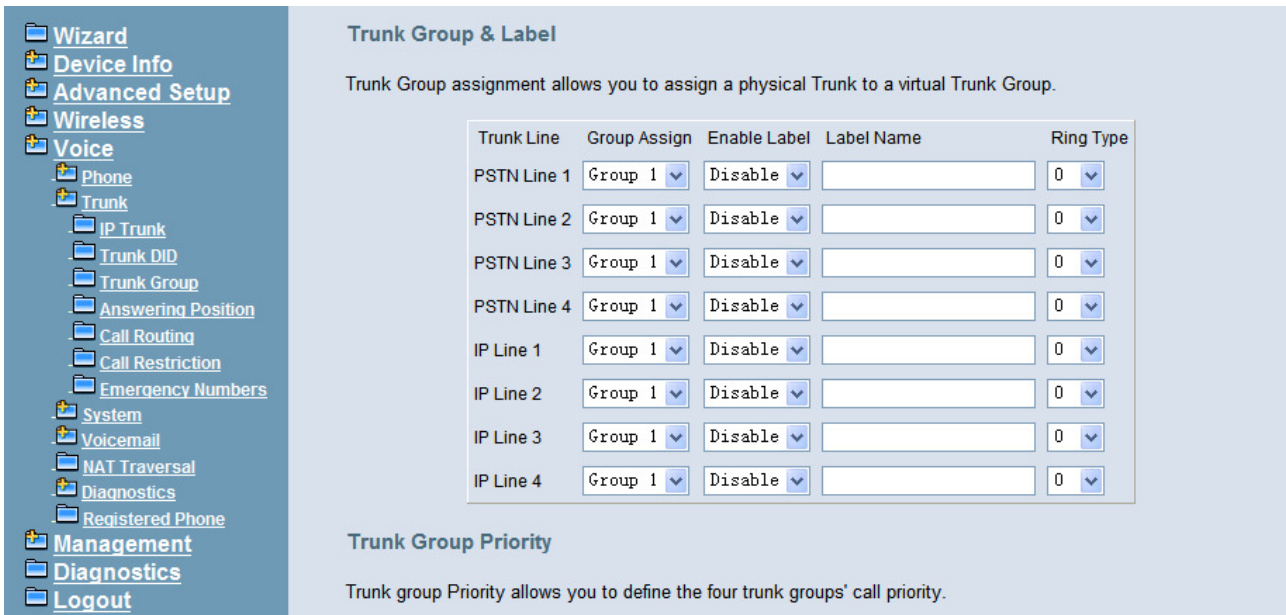 Wizard
Device Info
Advanced Setup
Wireless
Voice
Phone
Trunk
IP Trunk
Trunk DID
Trunk Group
Answering Position
Call Routing
Call Restriction
Emergency Numbers
System
Voicemail
NAT Traversal
Diagnostics
Registered Phone
Management
Diagnostics
Logout
Trunk Group & Label
Trunk Group assignment allows you to assign a physical Trunk to a virtual Trunk Group.
Trunk Line Group Assign Enable Label Label Name Ring Type
PSTN Line 1 Group 1 Disable 0
PSTN Line 2 Group 1 Disable 0
PSTN Line 3 Group 1 Disable 0
PSTN Line 4 Group 1 Disable 0
IP Line 1 Group 1 Disable 0
IP Line 2 Group 1 Disable 0
IP Line 3 Group 1 Disable 0
IP Line 4 Group 1 Disable 0
Trunk Group Priority
Trunk group Priority allows you to define the four trunk groups' call priority.